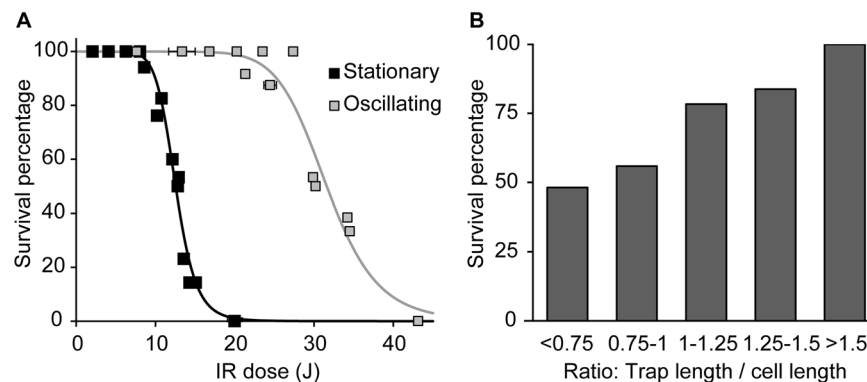 A
Survival percentage
100
80
60
40
20
0
Stationary
Oscillating
0 10 20 30 40
IR dose (J)
B
Survival percentage
100
75
50
25
0
<0.75 0.75-1 1-1.25 1.25-1.5 >1.5
Ratio: Trap length / cell length